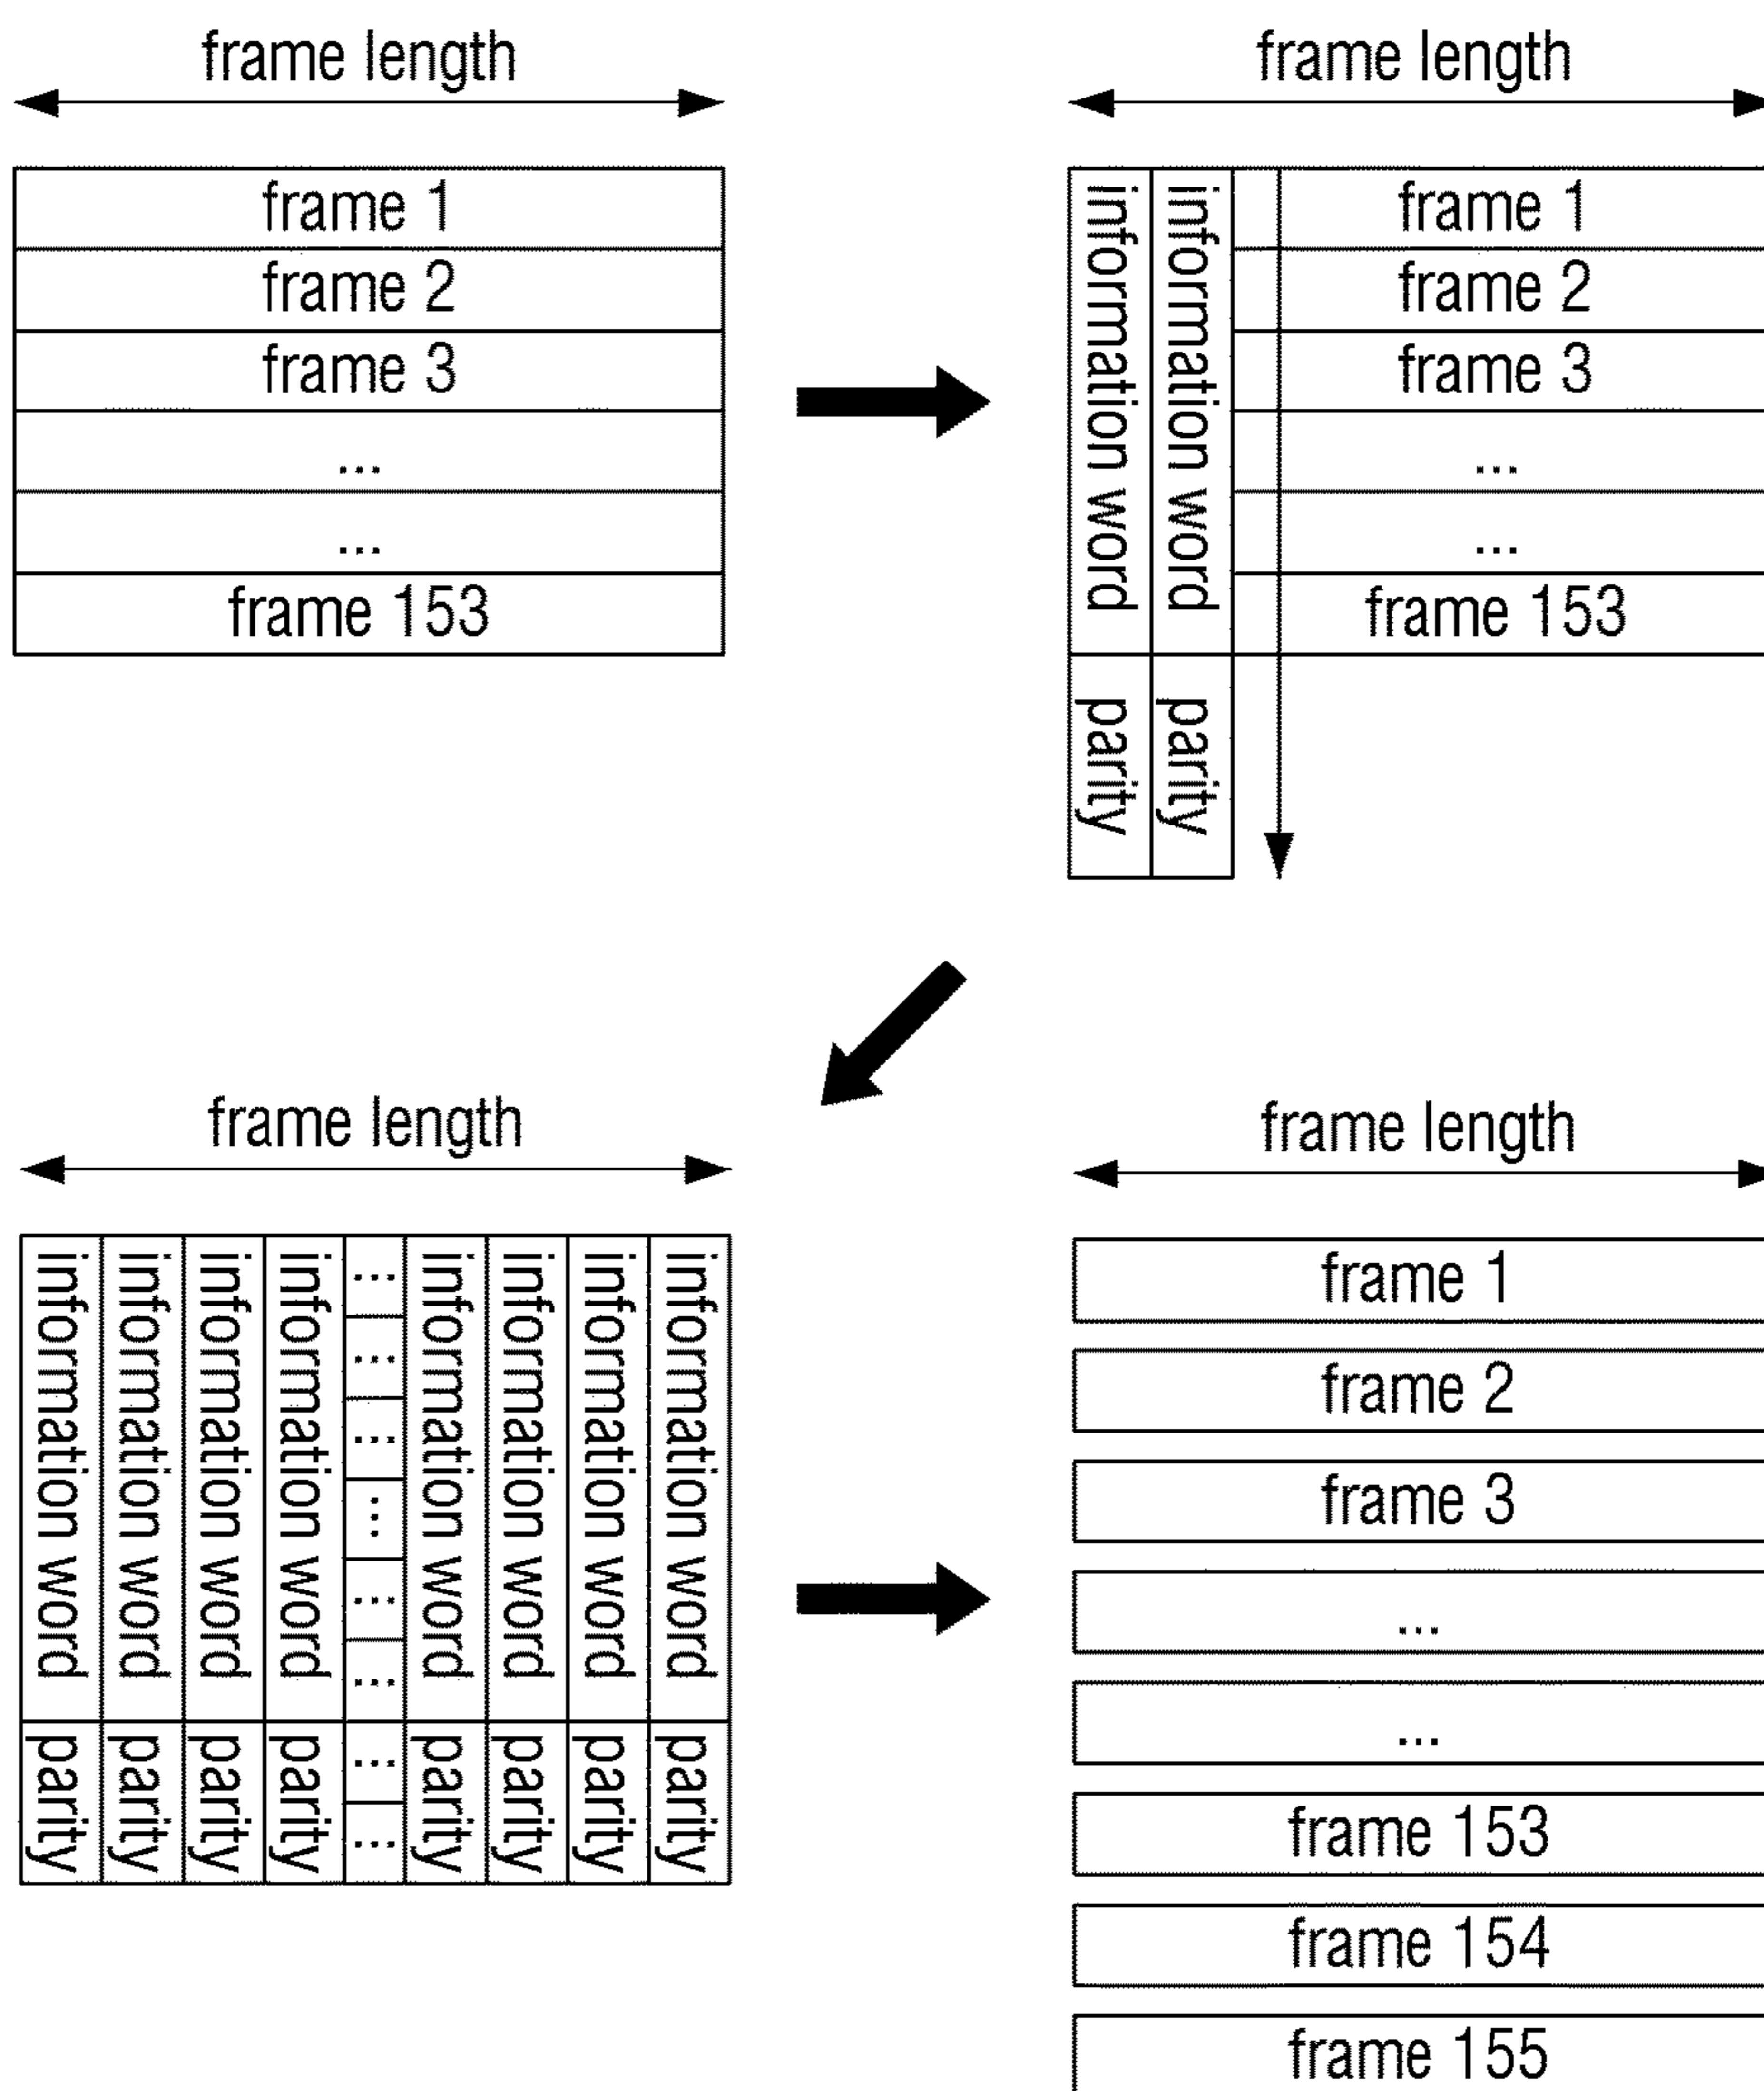 frame length
frame 1
frame 2
frame 3
...
...
frame 153
frame length
information word
information word
parity
parity
frame 1
frame 2
frame 3
...
...
frame 153
frame length
information word
information word
information word
information word
...
...
...
...
...
...
information word
information word
information word
information word
parity
parity
parity
parity
...
...
parity
parity
parity
parity
frame length
frame 1
frame 2
frame 3
...
...
frame 153
frame 154
frame 155